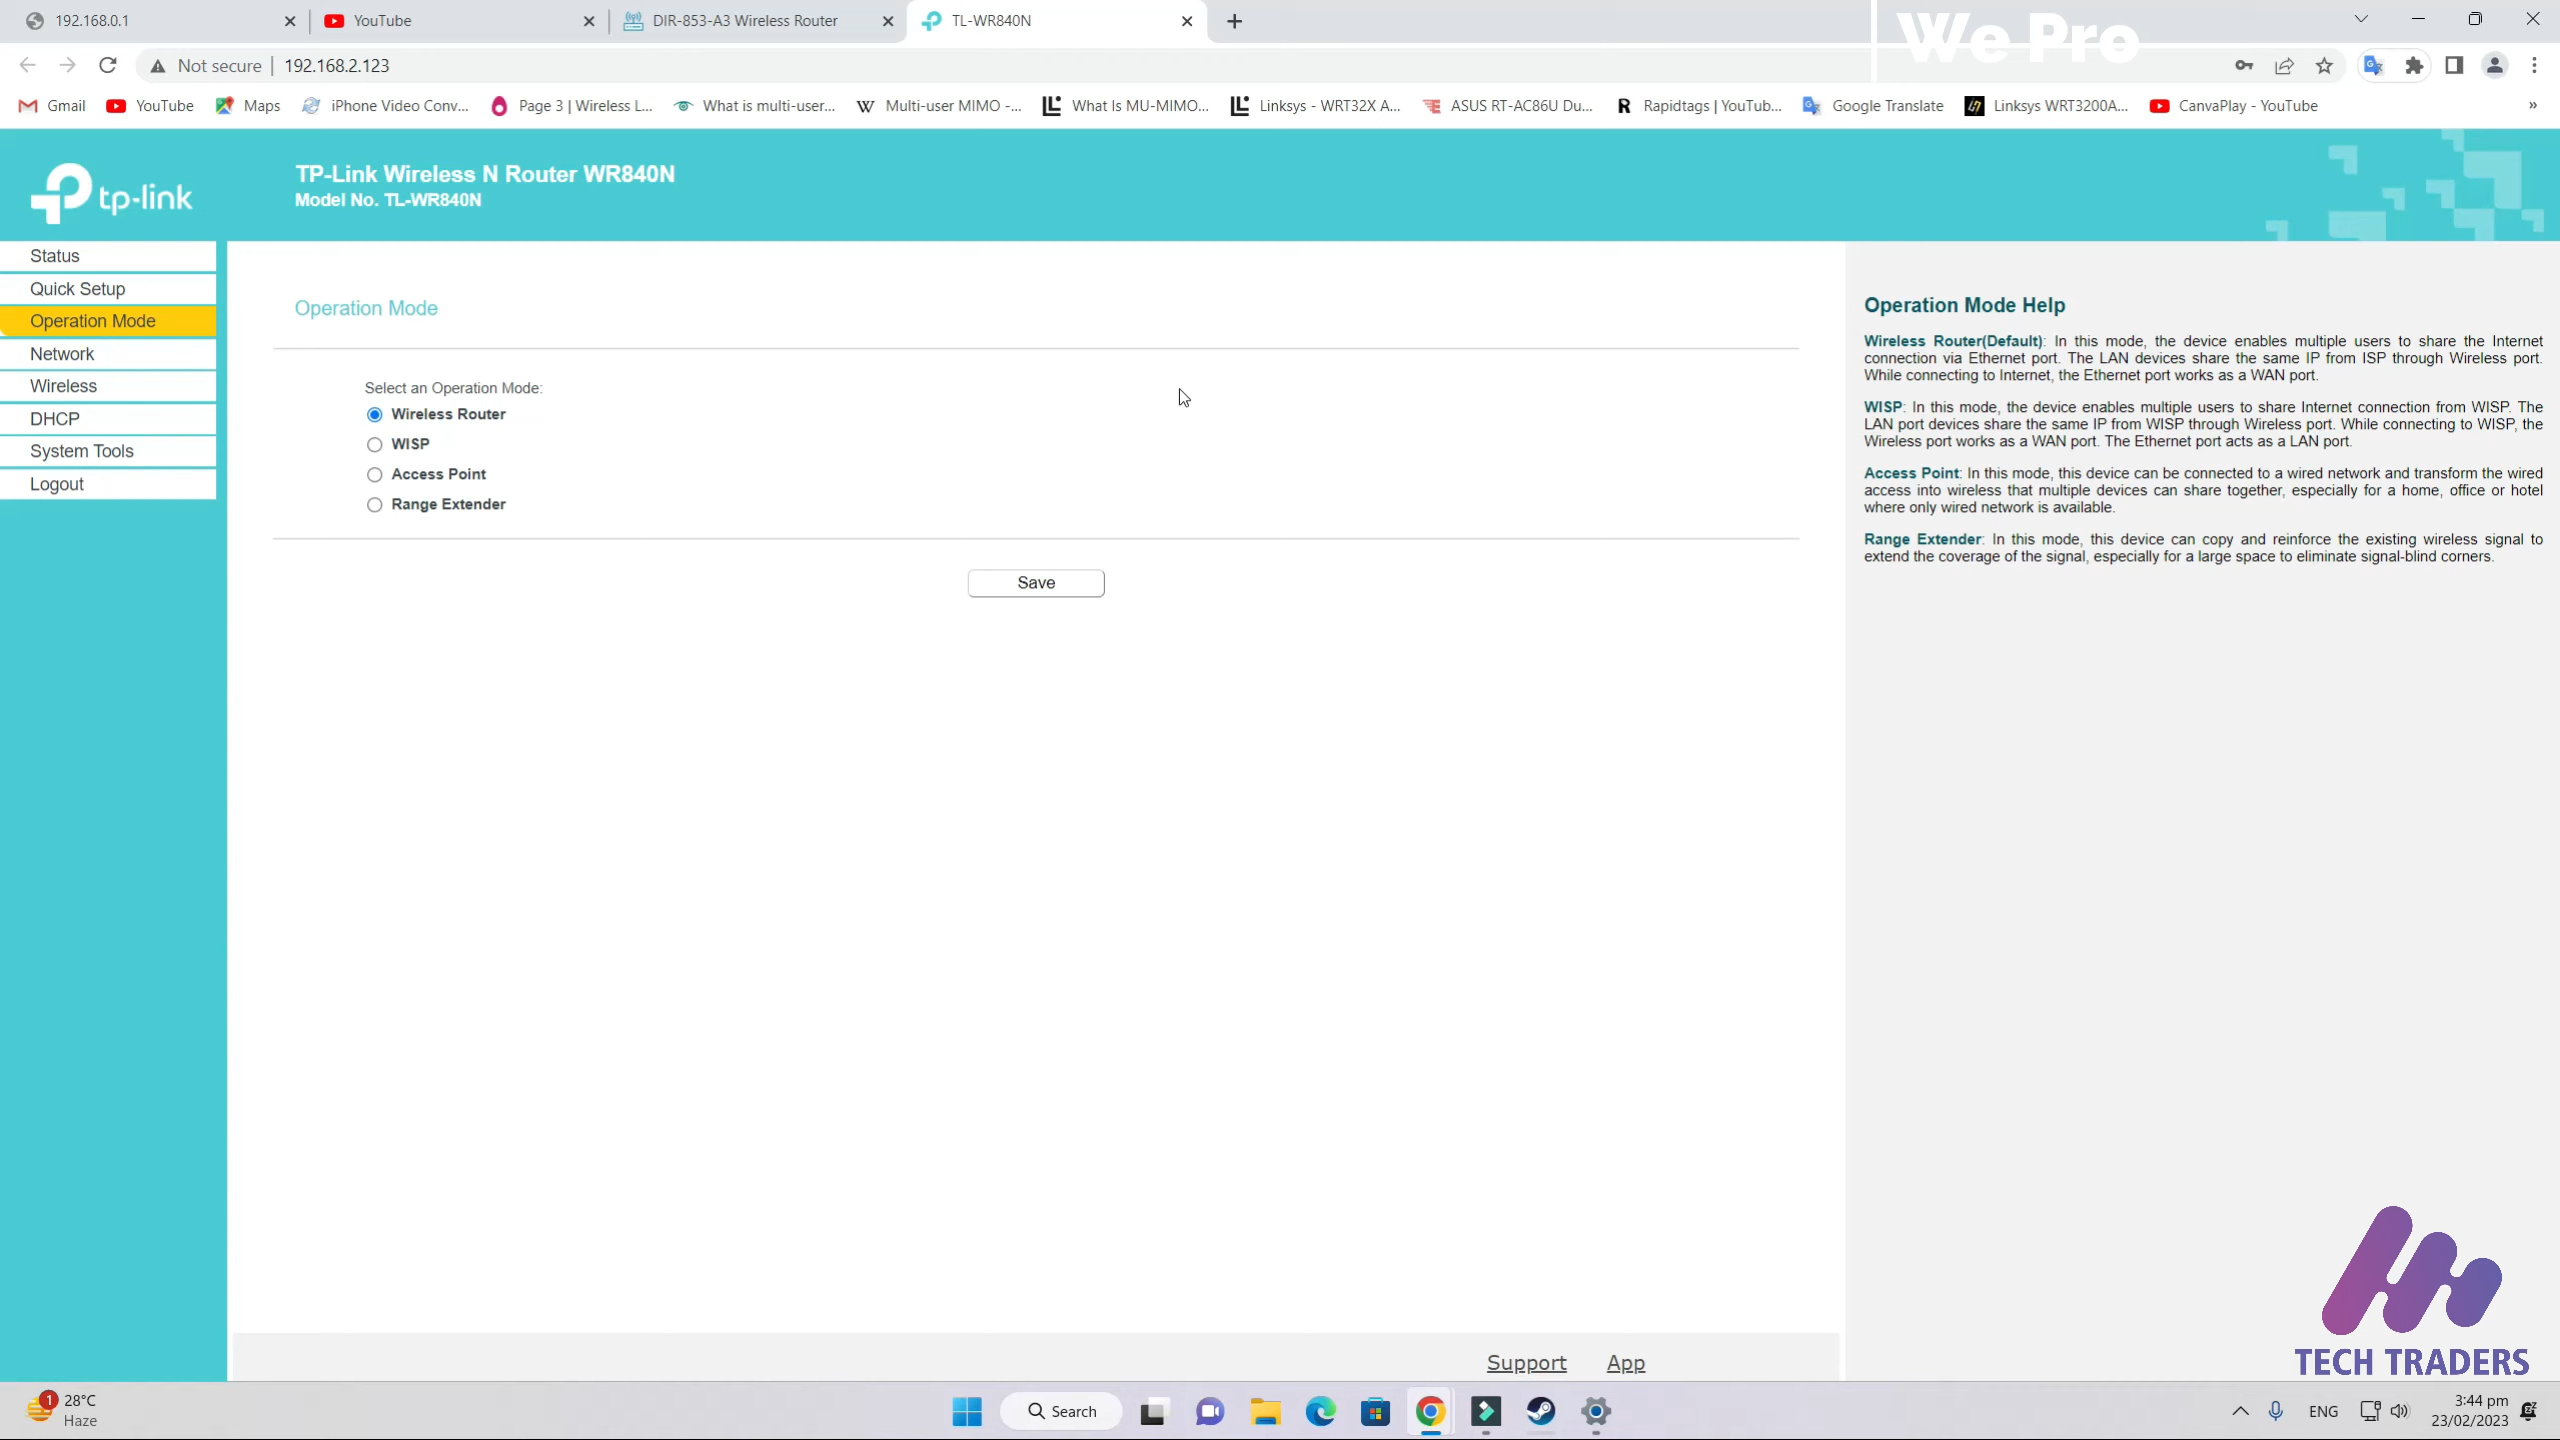 192.168.0.1
YouTube
DIR-853-A3 Wireless Router
TL-WR840N
We Pro
Not secure
192.168.2.123
Gmail
YouTube
Maps
iPhone Video Conv...
Page 3 | Wireless L...
What is multi-user...
Multi-user MIMO -...
What Is MU-MIMO...
Linksys - WRT32X A...
ASUS RT-AC86U Du...
Rapidtags | YouTub...
Google Translate
Linksys WRT3200A...
CanvaPlay - YouTube
»
tp-link
TP-Link Wireless N Router WR840N
Model No. TL-WR840N
Status
Quick Setup
Operation Mode
Network
Wireless
DHCP
System Tools
Logout
Operation Mode
Select an Operation Mode:
Wireless Router
WISP
Access Point
Range Extender
Save
Operation Mode Help
Wireless Router(Default): In this mode, the device enables multiple users to share the Internet
connection via Ethernet port. The LAN devices share the same IP from ISP through Wireless port.
While connecting to Internet, the Ethernet port works as a WAN port.
WISP: In this mode, the device enables multiple users to share Internet connection from WISP. The
LAN port devices share the same IP from WISP through Wireless port. While connecting to WISP, the
Wireless port works as a WAN port. The Ethernet port acts as a LAN port.
Access Point: In this mode, this device can be connected to a wired network and transform the wired
access into wireless that multiple devices can share together, especially for a home, office or hotel
where only wired network is available.
Range Extender: In this mode, this device can copy and reinforce the existing wireless signal to
extend the coverage of the signal, especially for a large space to eliminate signal-blind corners.
Support
App
TECH TRADERS
1
28°C
Haze
Search
ENG
3:44 pm
23/02/2023